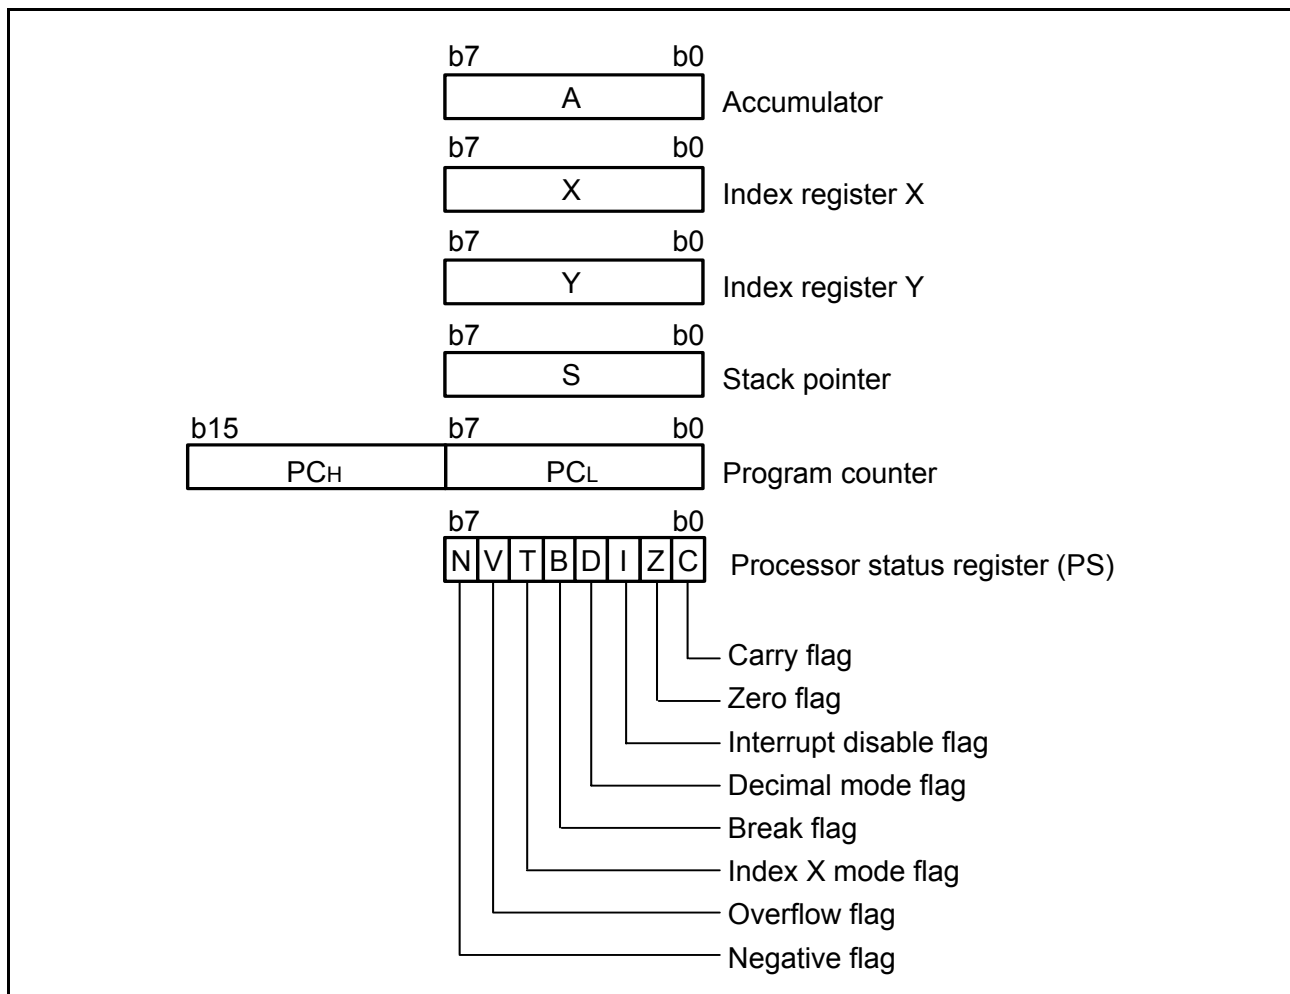 b7 b0
A Accumulator
b7 b0
X Index register X
b7 b0
Y Index register Y
b7 b0
S Stack pointer
b15 b7 b0
PCH PCL Program counter
b7 b0
N V T B D I Z C Processor status register (PS)
Carry flag
Zero flag
Interrupt disable flag
Decimal mode flag
Break flag
Index X mode flag
Overflow flag
Negative flag